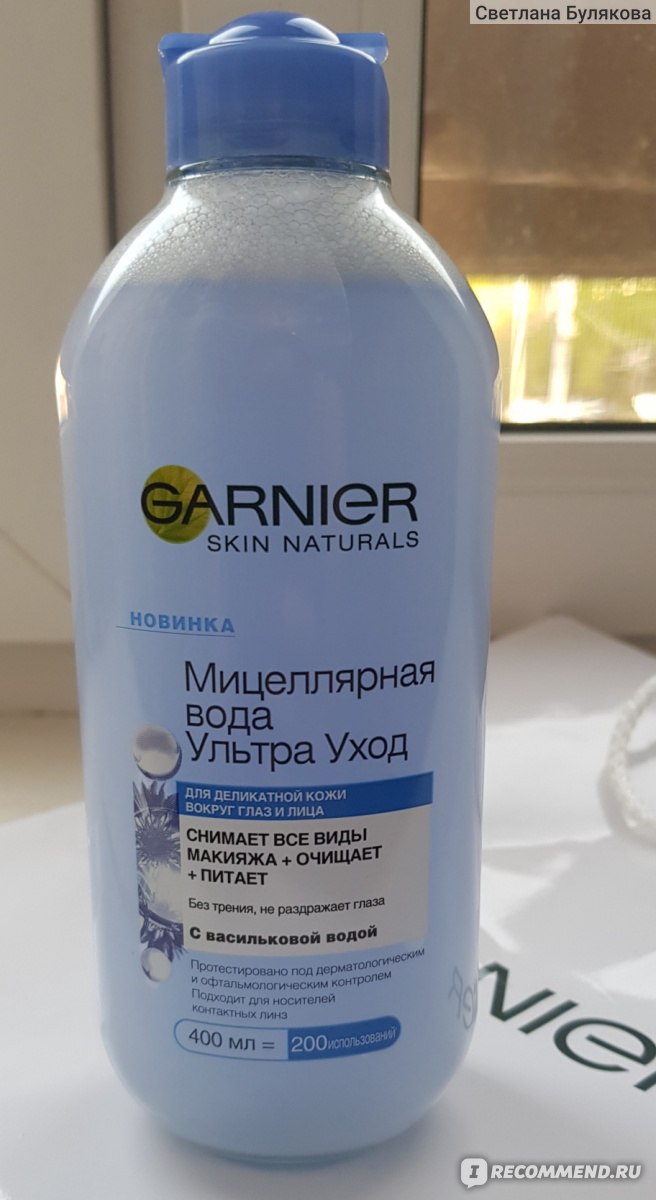 Светлана Булякова
GARNIER
SKIN NATURALS
НОВИНКА
Мицеллярная
вода
Ультра Уход
ДЛЯ ДЕЛИКАТНОЙ КОЖИ
ВОКРУГ ГЛАЗ И ЛИЦА
СНИМАЕТ ВСЕ ВИДЫ
МАКИЯЖА + ОЧИЩАЕТ
+ ПИТАЕТ
Без трения, не раздражает глаза
С васильковой водой
Протестировано под дерматологическим
и офтальмологическим контролем
Подходит для носителей
контактных линз
400 мл = 200 использований
NIER
I RECOMMEND.RU